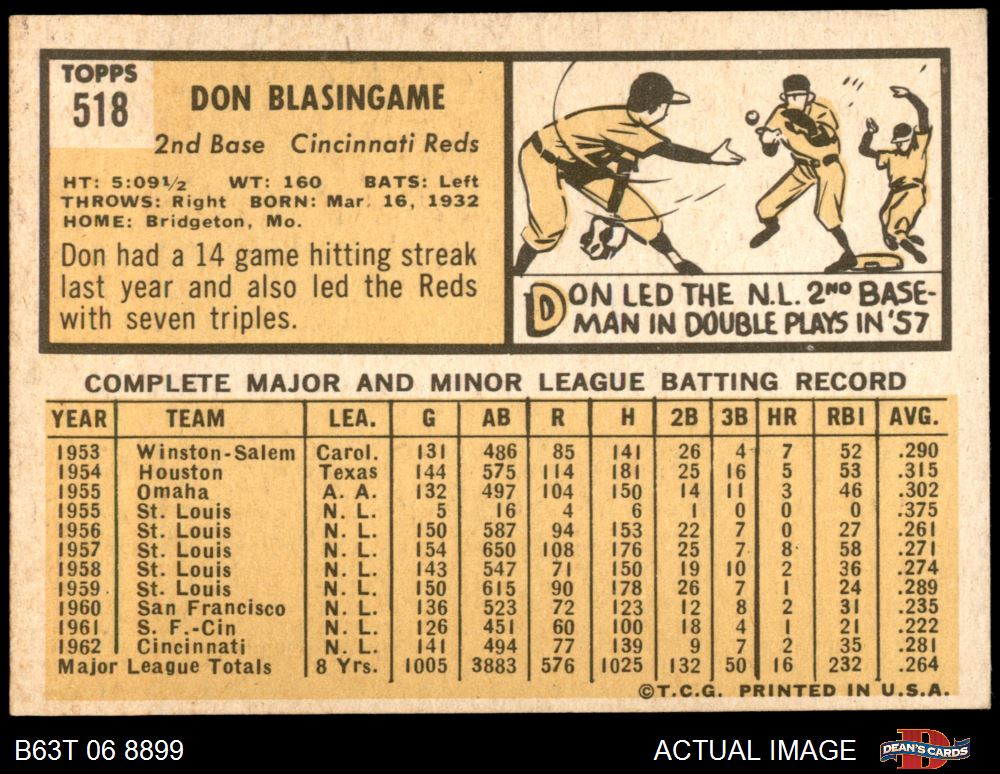 TOPPS
518
DON BLASINGAME
2nd Base Cincinnati Reds
HT: 5:09½ WT: 160 BATS: Left
THROWS: Right BORN: Mar. 16, 1932
HOME: Bridgeton, Mo.
Don had a 14 game hitting streak
last year and also led the Reds
with seven triples.
DON LED THE N.L. 2ND BASE-
MAN IN DOUBLE PLAYS IN '57
COMPLETE MAJOR AND MINOR LEAGUE BATTING RECORD
YEAR TEAM LEA. G AB R H 2B 3B HR RBI AVG.
1953 Winston-Salem Carol. 131 486 85 141 26 4 7 52 .290
1954 Houston Texas 144 575 114 181 25 16 5 53 .315
1955 Omaha A. A. 132 497 104 150 14 11 3 46 .302
1955 St. Louis N. L. 5 16 4 6 1 0 0 0 .375
1956 St. Louis N. L. 150 587 94 153 22 7 0 27 .261
1957 St. Louis N. L. 154 650 108 176 25 7 8 58 .271
1958 St. Louis N. L. 143 547 71 150 19 10 2 36 .274
1959 St. Louis N. L. 150 615 90 178 26 7 1 24 .289
1960 San Francisco N. L. 136 523 72 123 12 8 2 31 .235
1961 S. F.-Cin N. L. 126 451 60 100 18 4 1 21 .222
1962 Cincinnati N. L. 141 494 77 139 9 7 2 35 .281
Major League Totals 8 Yrs. 1005 3883 576 1025 132 50 16 232 .264
©T.C.G. PRINTED IN U.S.A.
B63T 06 8899 ACTUAL IMAGE DEAN'S CARDS